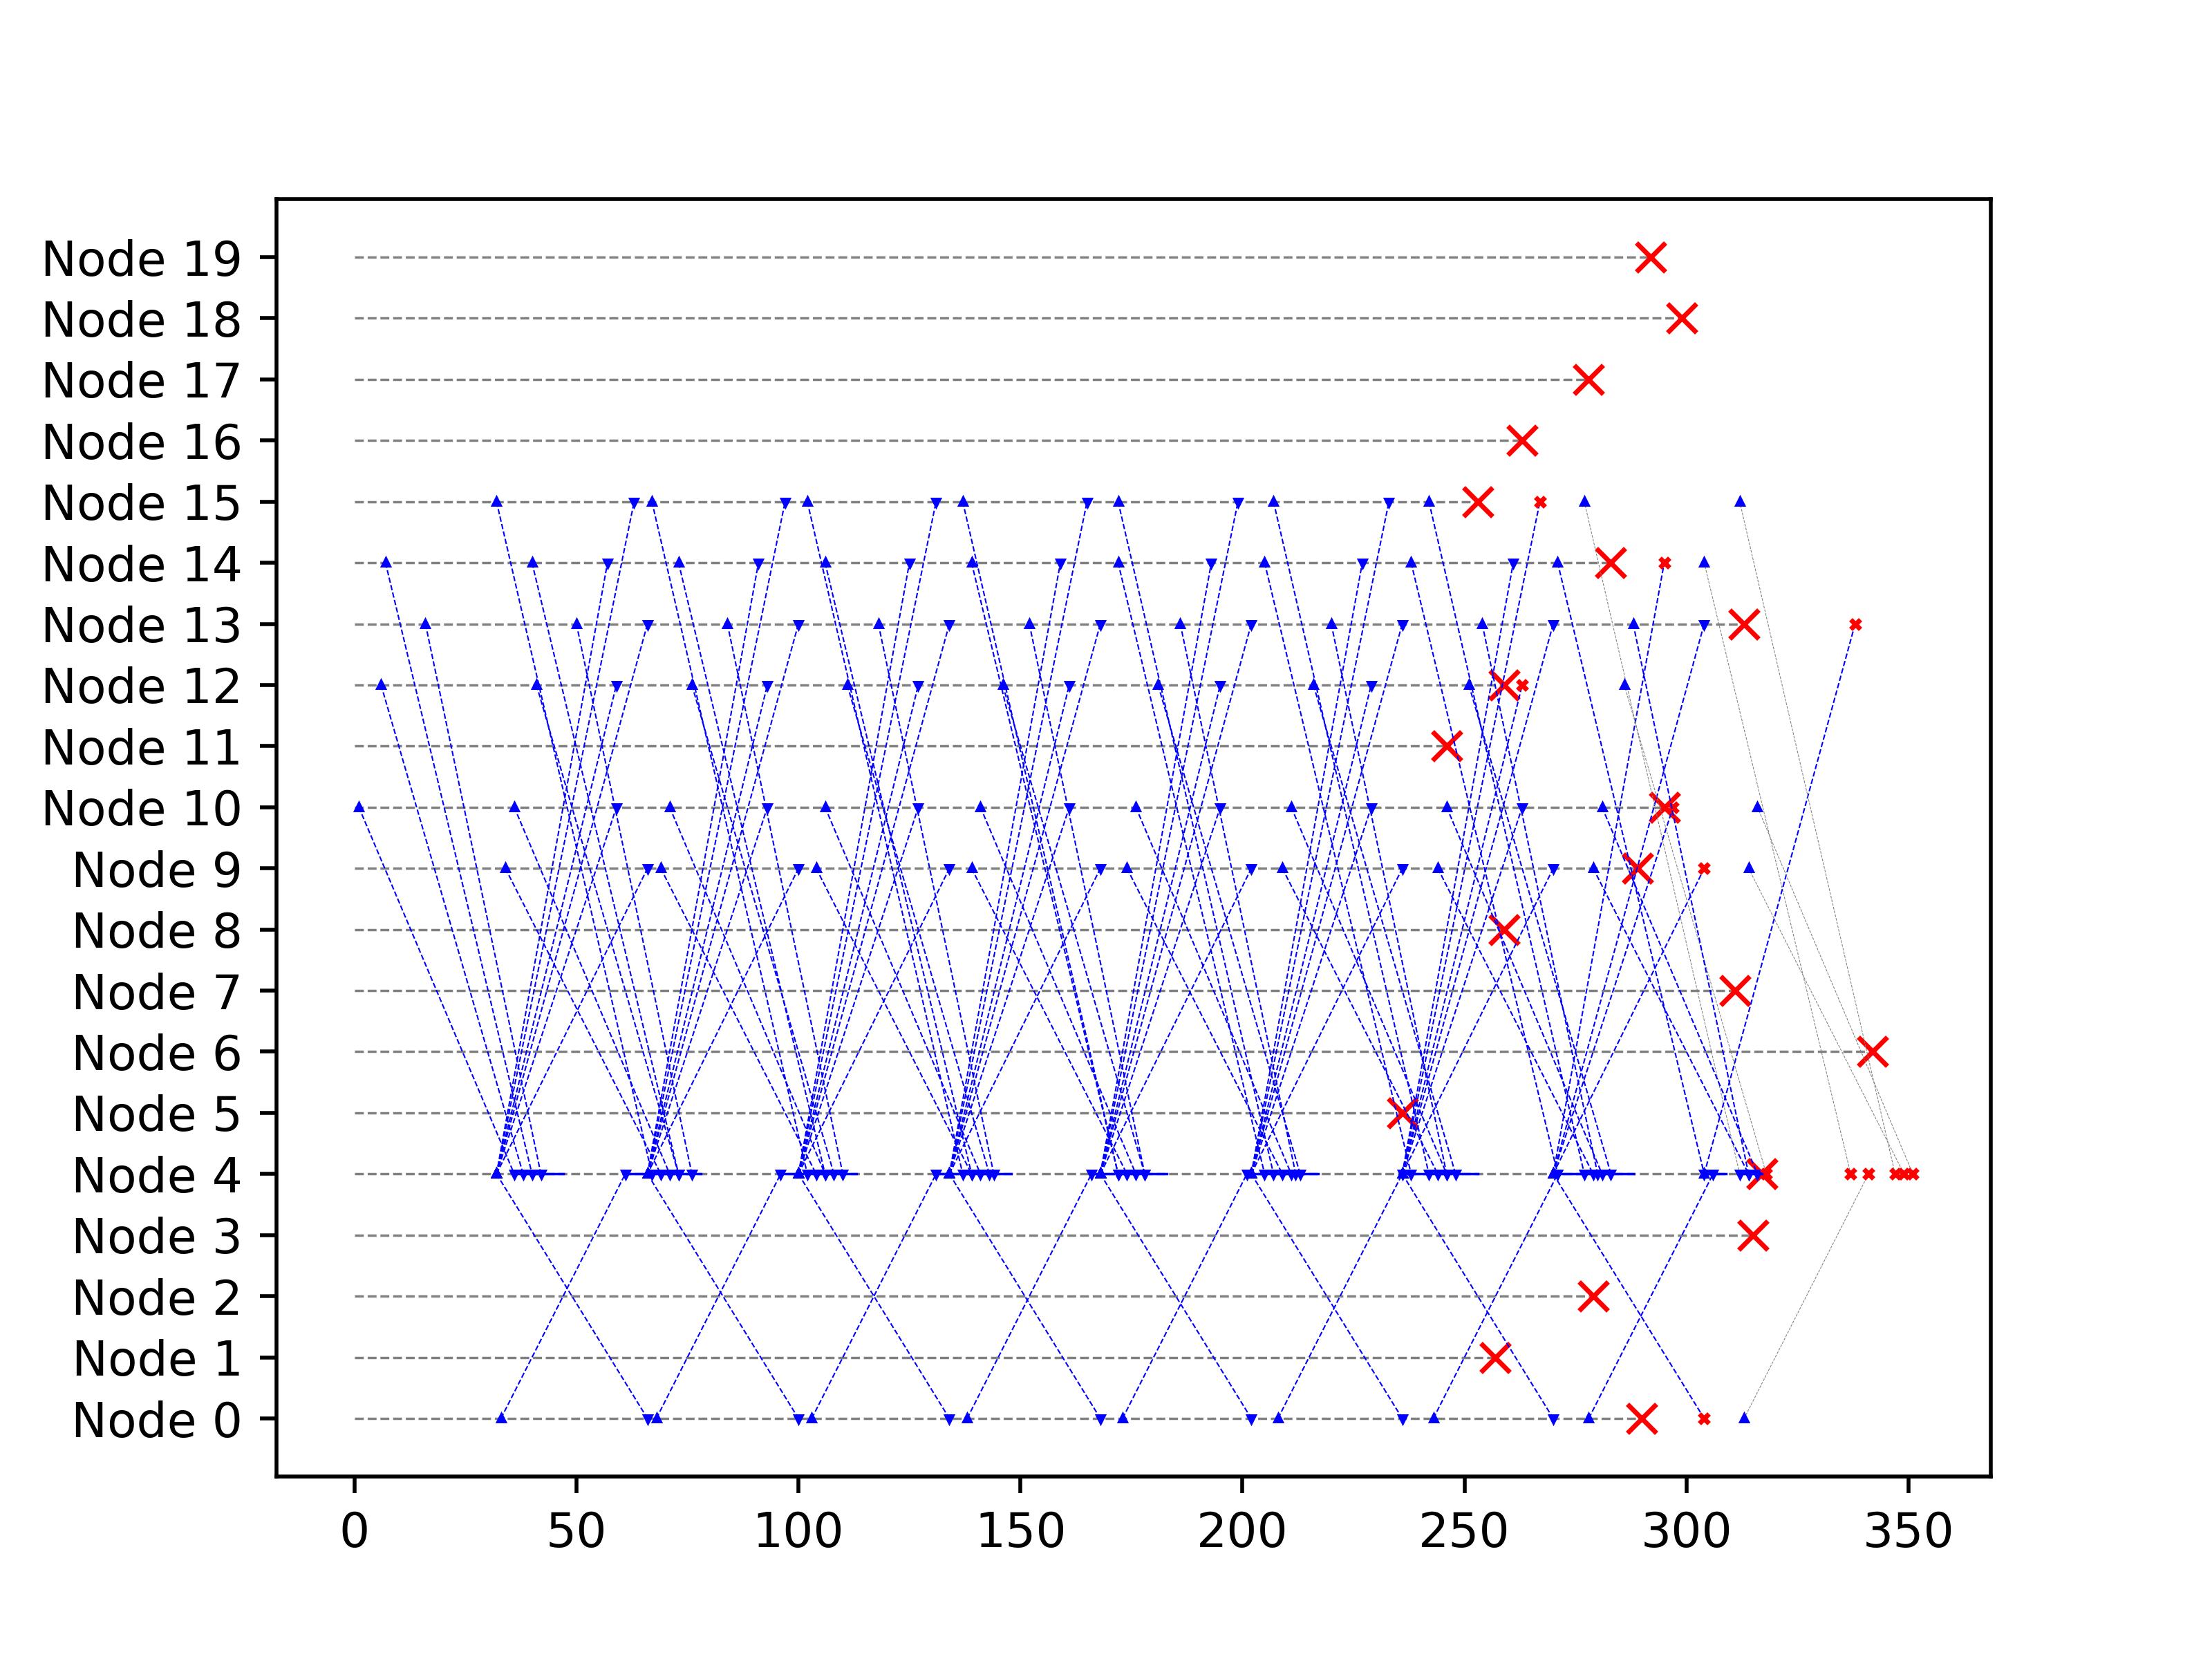 Node 19
Node 18
Node 17
Node 16
Node 15
Node 14
Node 13
Node 12
Node 11
Node 10
Node 9
Node 8
Node 7
Node 6
Node 5
Node 4
Node 3
Node 2
Node 1
Node 0
0 50 100 150 200 250 300 350